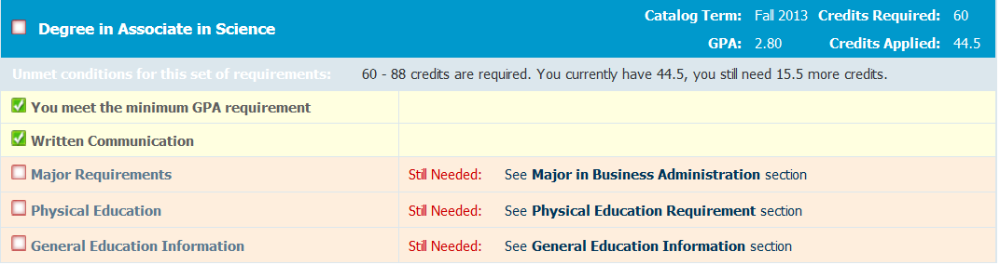 Degree in Associate in Science
Catalog Term: Fall 2013 Credits Required: 60
GPA: 2.80 Credits Applied: 44.5
Unmet conditions for this set of requirements: 60 - 88 credits are required. You currently have 44.5, you still need 15.5 more credits.
You meet the minimum GPA requirement
Written Communication
Major Requirements Still Needed: See Major in Business Administration section
Physical Education Still Needed: See Physical Education Requirement section
General Education Information Still Needed: See General Education Information section